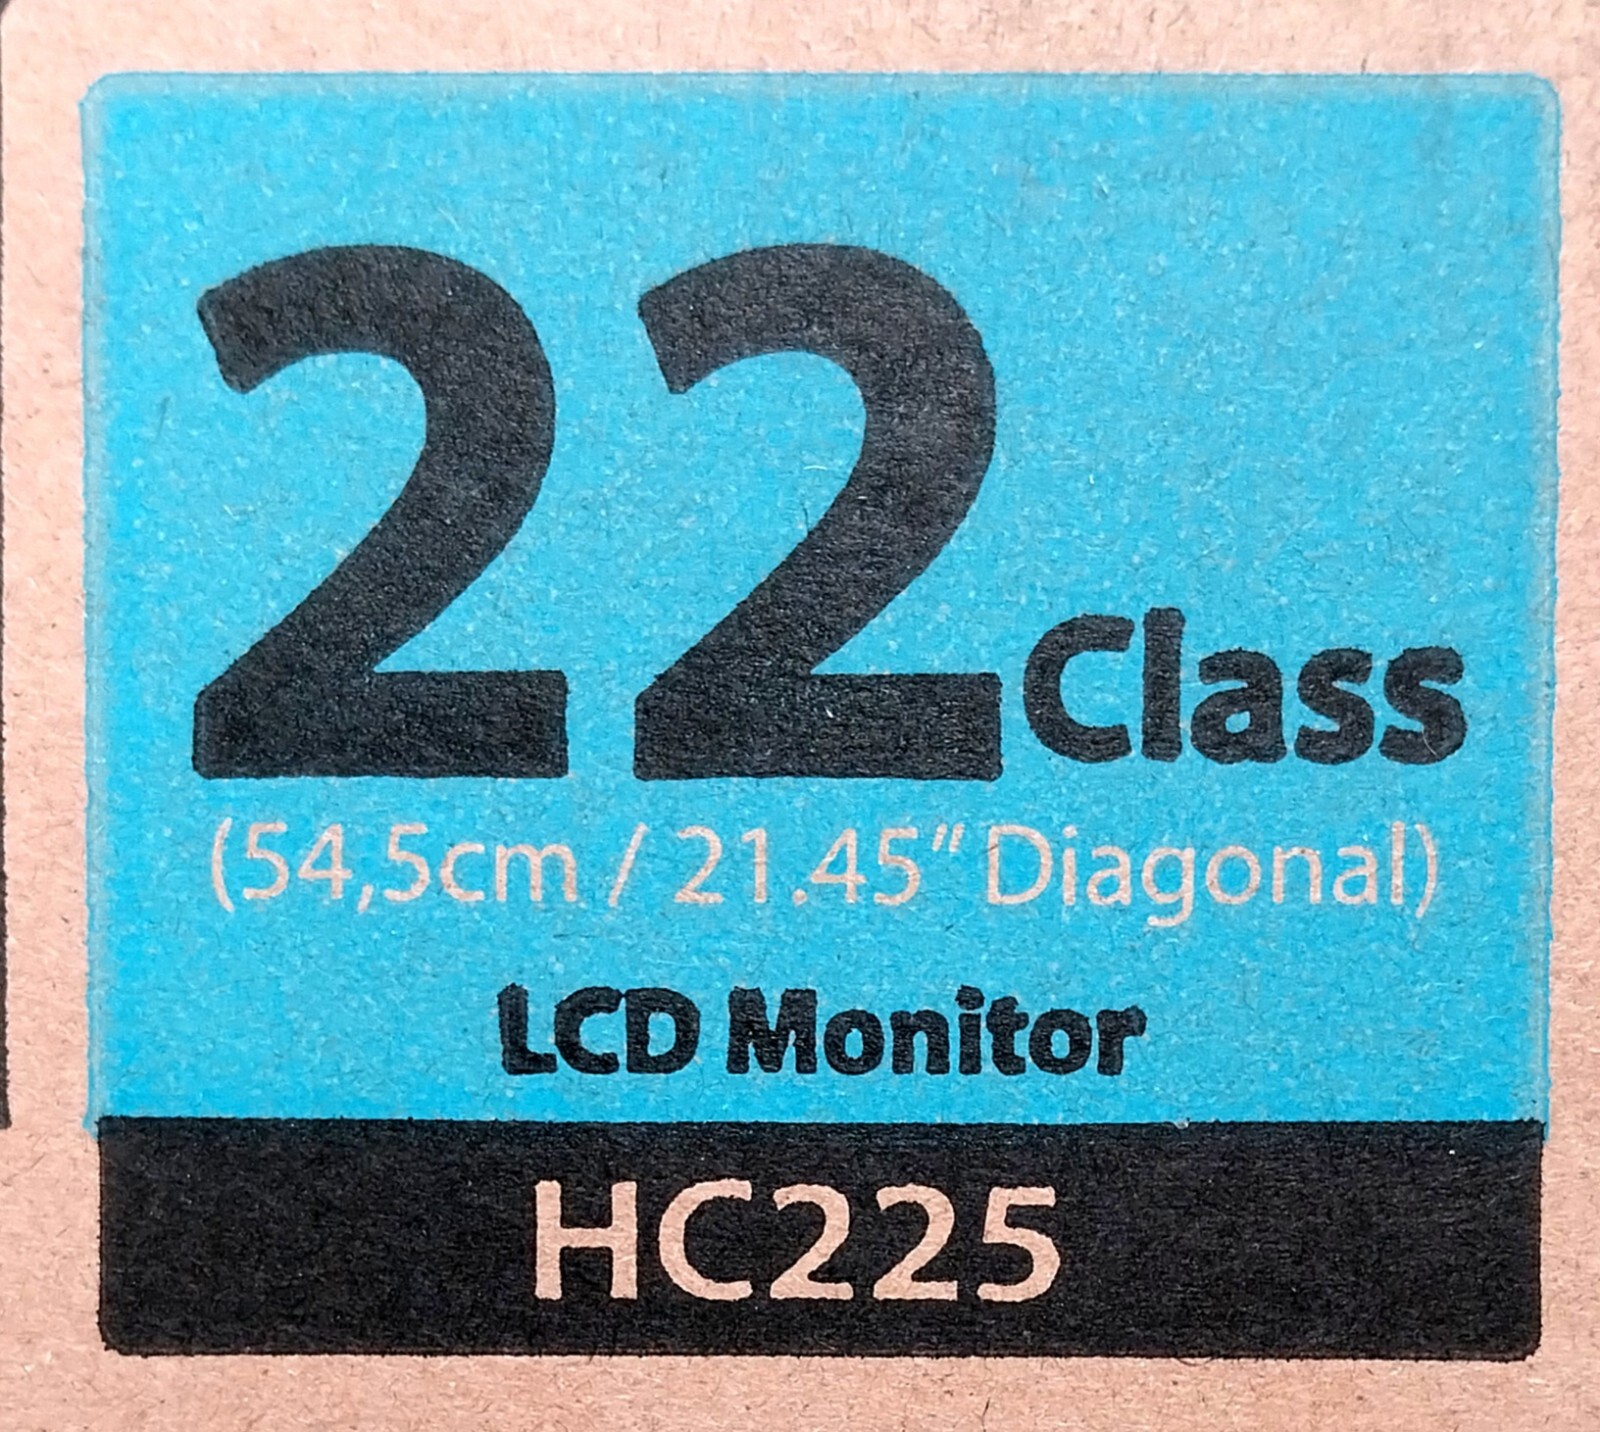 22 Class
(54,5cm / 21.45" Diagonal)
LCD Monitor
HC225